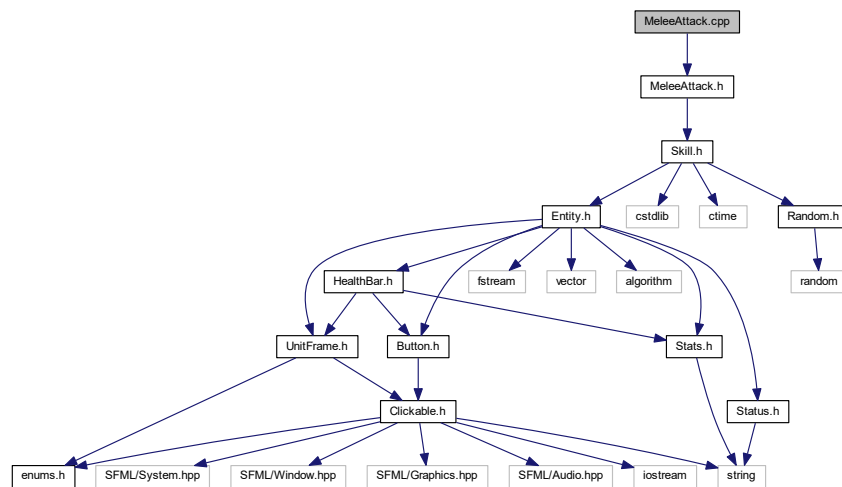 MeleeAttack.cpp
MeleeAttack.h
Skill.h
Entity.h
cstdlib
ctime
Random.h
HealthBar.h
fstream
vector
algorithm
random
UnitFrame.h
Button.h
Stats.h
Clickable.h
Status.h
enums.h
SFML/System.hpp
SFML/Window.hpp
SFML/Graphics.hpp
SFML/Audio.hpp
iostream
string